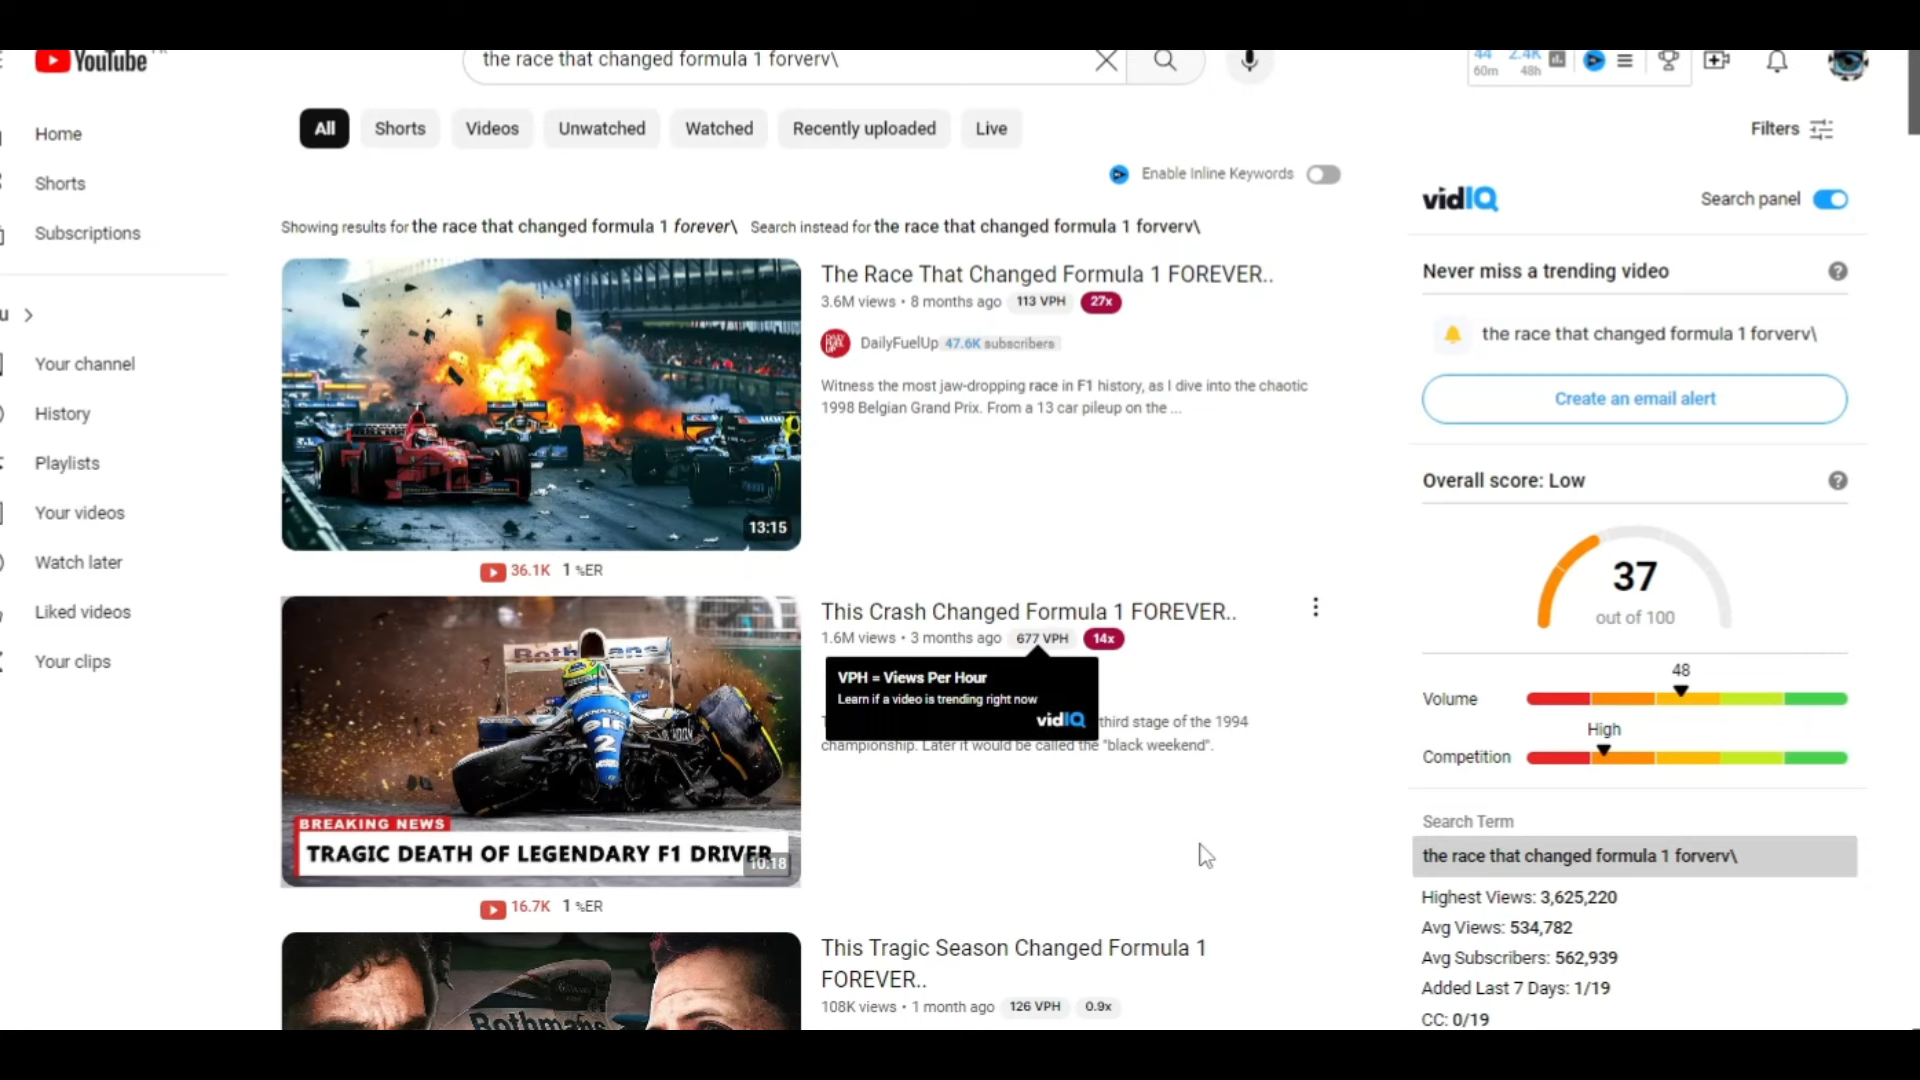 YouTube
the race that changed formula 1 forverv\
44 2.4K
60m 48h
Home
Shorts
Subscriptions
u
Your channel
History
Playlists
Your videos
Watch later
Liked videos
Your clips
All Shorts Videos Unwatched Watched Recently uploaded Live
Filters
Enable Inline Keywords
Showing results for the race that changed formula 1 forever\ Search instead for the race that changed formula 1 forverv\
13:15
36.1K 1 %ER
The Race That Changed Formula 1 FOREVER..
3.6M views • 8 months ago 113 VPH 27x
DailyFuelUp 47.6K subscribers
Witness the most jaw-dropping race in F1 history, as I dive into the chaotic
1998 Belgian Grand Prix. From a 13 car pileup on the ...
Rothmans
elf
2
BREAKING NEWS
TRAGIC DEATH OF LEGENDARY F1 DRIVER
10:18
16.7K 1 %ER
This Crash Changed Formula 1 FOREVER..
1.6M views • 3 months ago 677 VPH 14x
VPH = Views Per Hour
Learn if a video is trending right now
vidIQ
third stage of the 1994
championship. Later it would be called the "black weekend".
Rothmans
This Tragic Season Changed Formula 1
FOREVER..
108K views • 1 month ago 126 VPH 0.9x
vidIQ
Search panel
Never miss a trending video
the race that changed formula 1 forverv\
Create an email alert
Overall score: Low
37
out of 100
48
Volume
High
Competition
Search Term
the race that changed formula 1 forverv\
Highest Views: 3,625,220
Avg Views: 534,782
Avg Subscribers: 562,939
Added Last 7 Days: 1/19
CC: 0/19